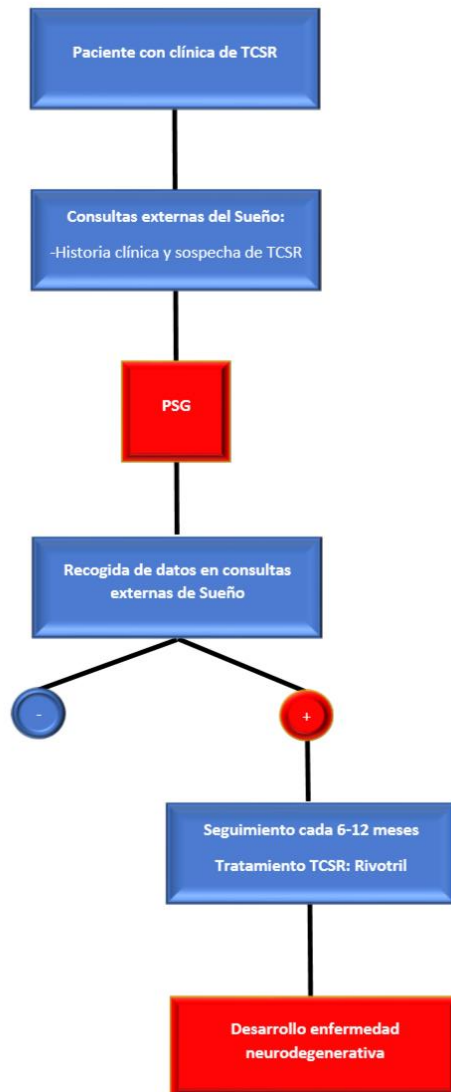 Paciente con clínica de TCSR
Consultas externas del Sueño:
-Historia clínica y sospecha de TCSR
PSG
Recogida de datos en consultas
externas de Sueño
-
+
Seguimiento cada 6-12 meses
Tratamiento TCSR: Rivotril
Desarrollo enfermedad
neurodegenerativa